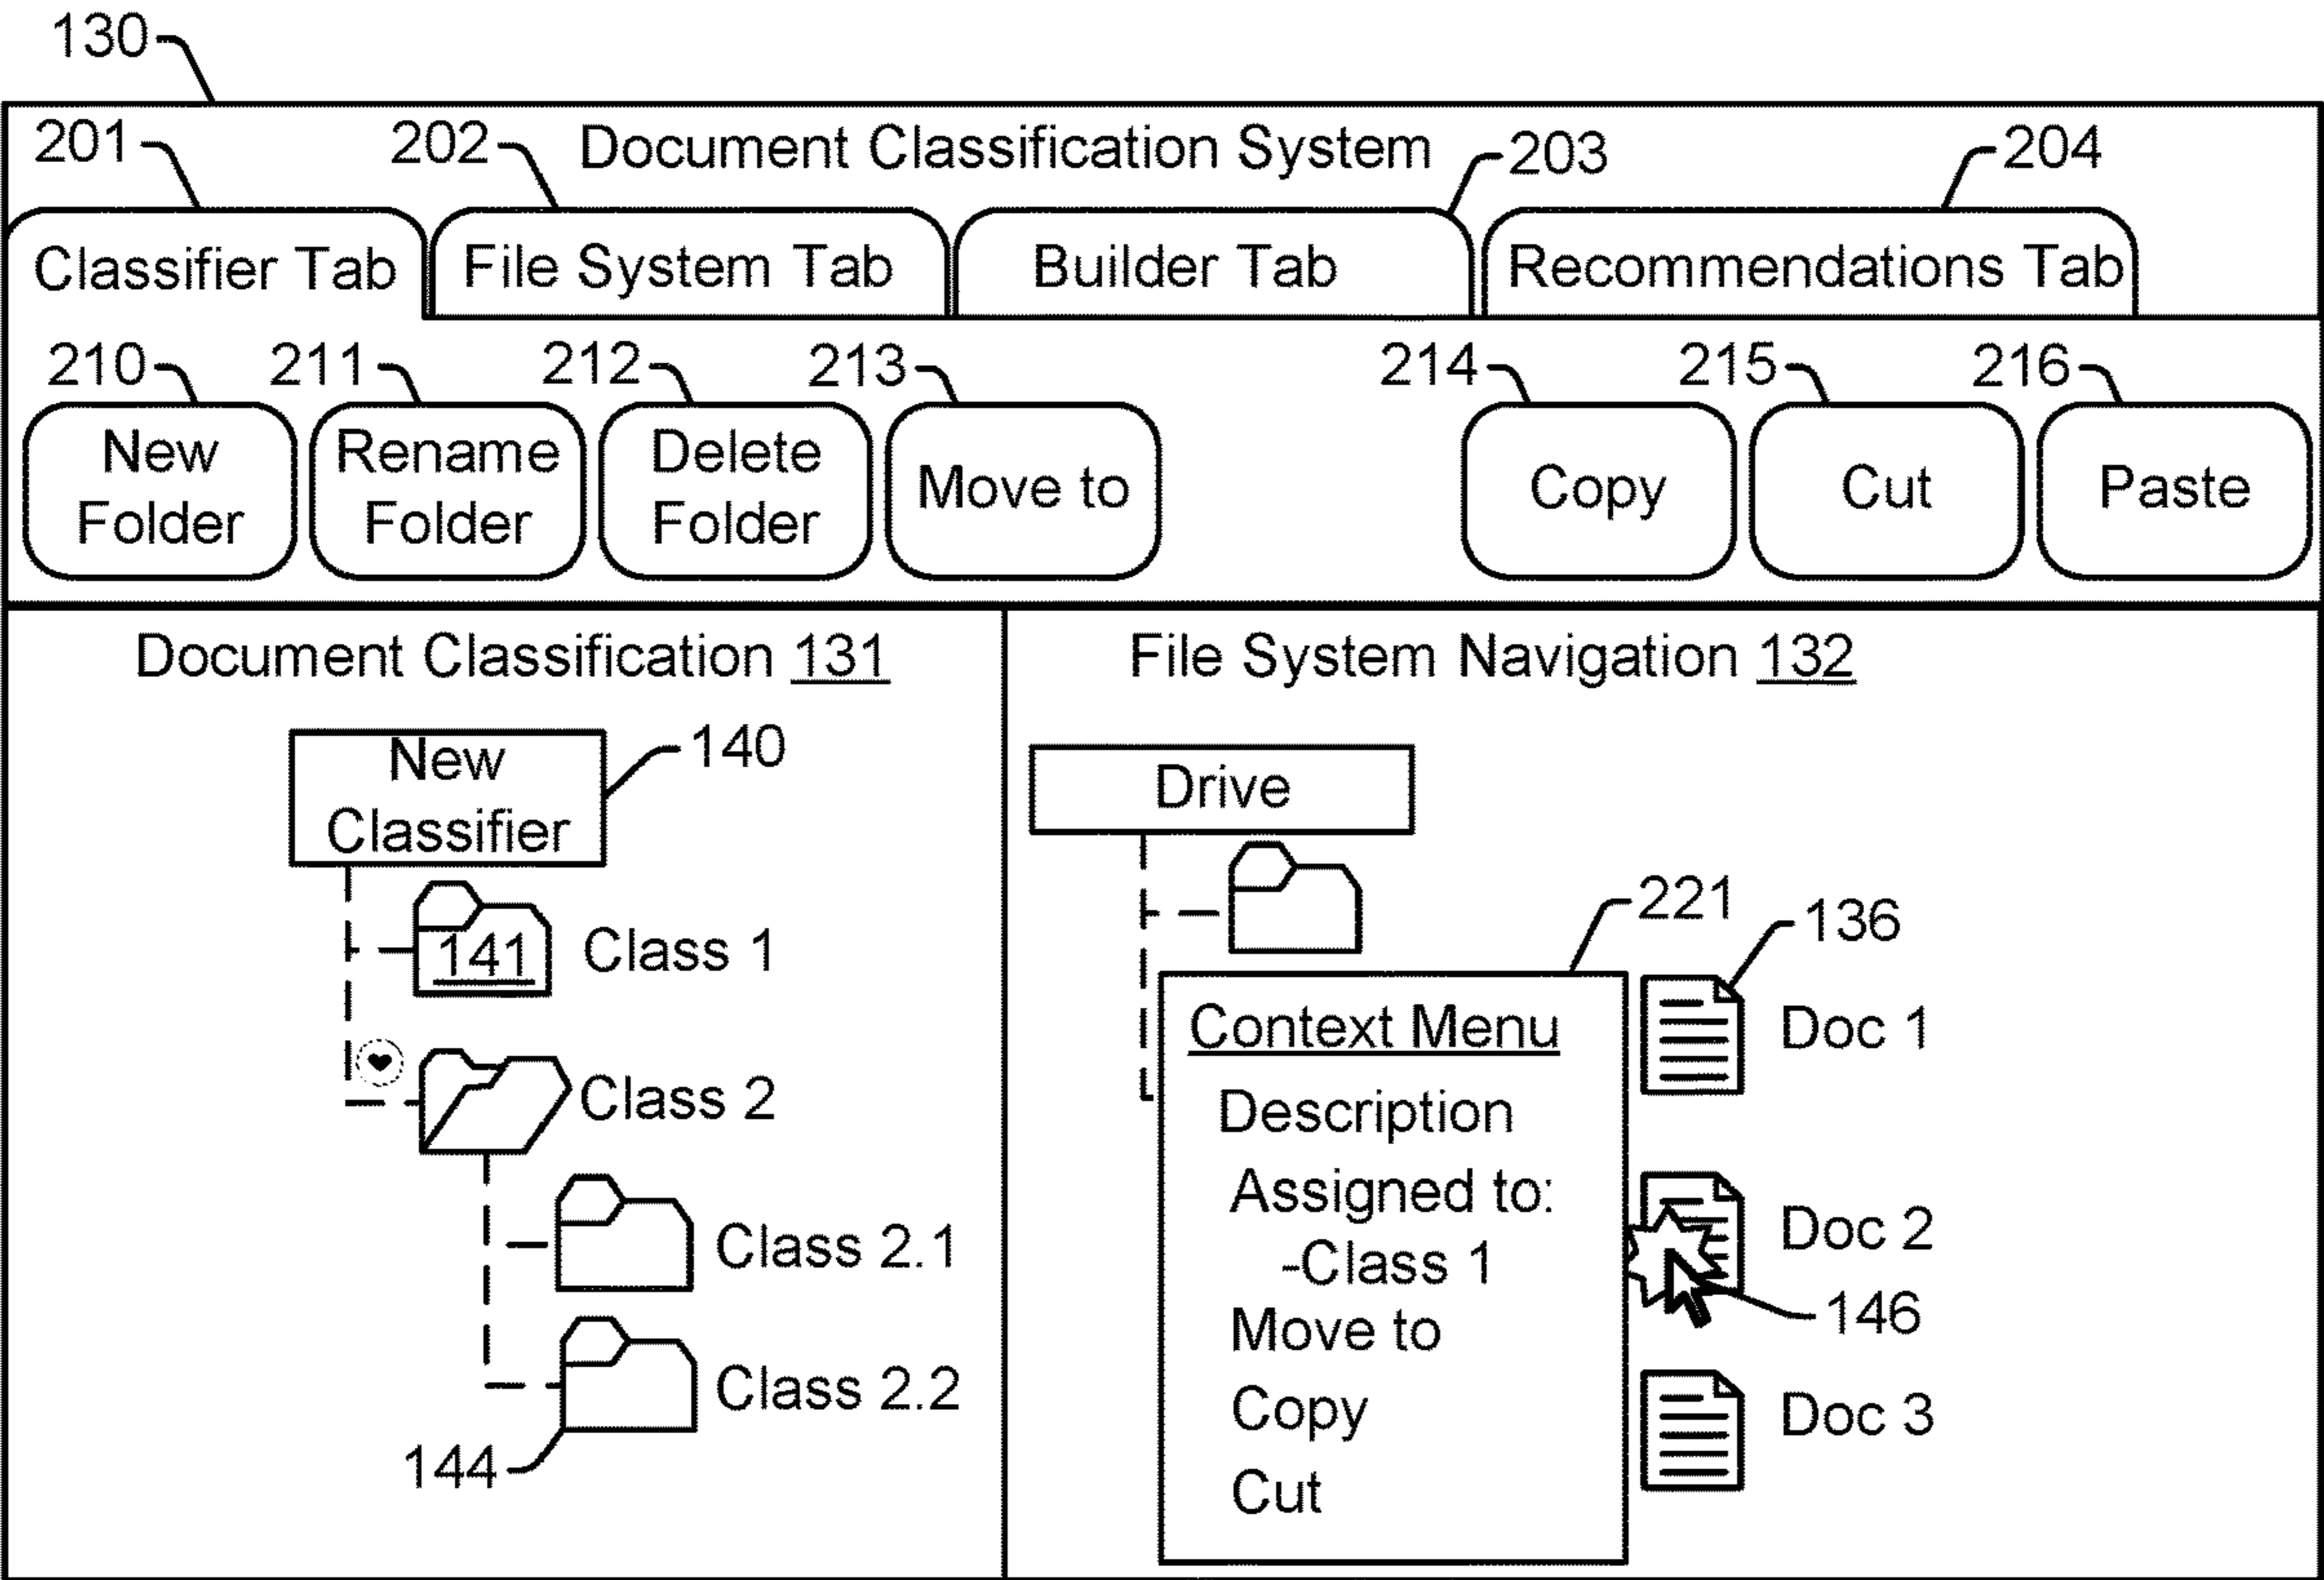 130
201
202
Document Classification System
203
204
Classifier Tab
File System Tab
Builder Tab
Recommendations Tab
210
211
212
213
214
215
216
New
Folder
Rename
Folder
Delete
Folder
Move to
Copy
Cut
Paste
Document Classification 131
New
Classifier
140
141
Class 1
Class 2
Class 2.1
Class 2.2
144
File System Navigation 132
Drive
221
136
Context Menu
Description
Assigned to:
-Class 1
Move to
Copy
Cut
Doc 1
Doc 2
146
Doc 3